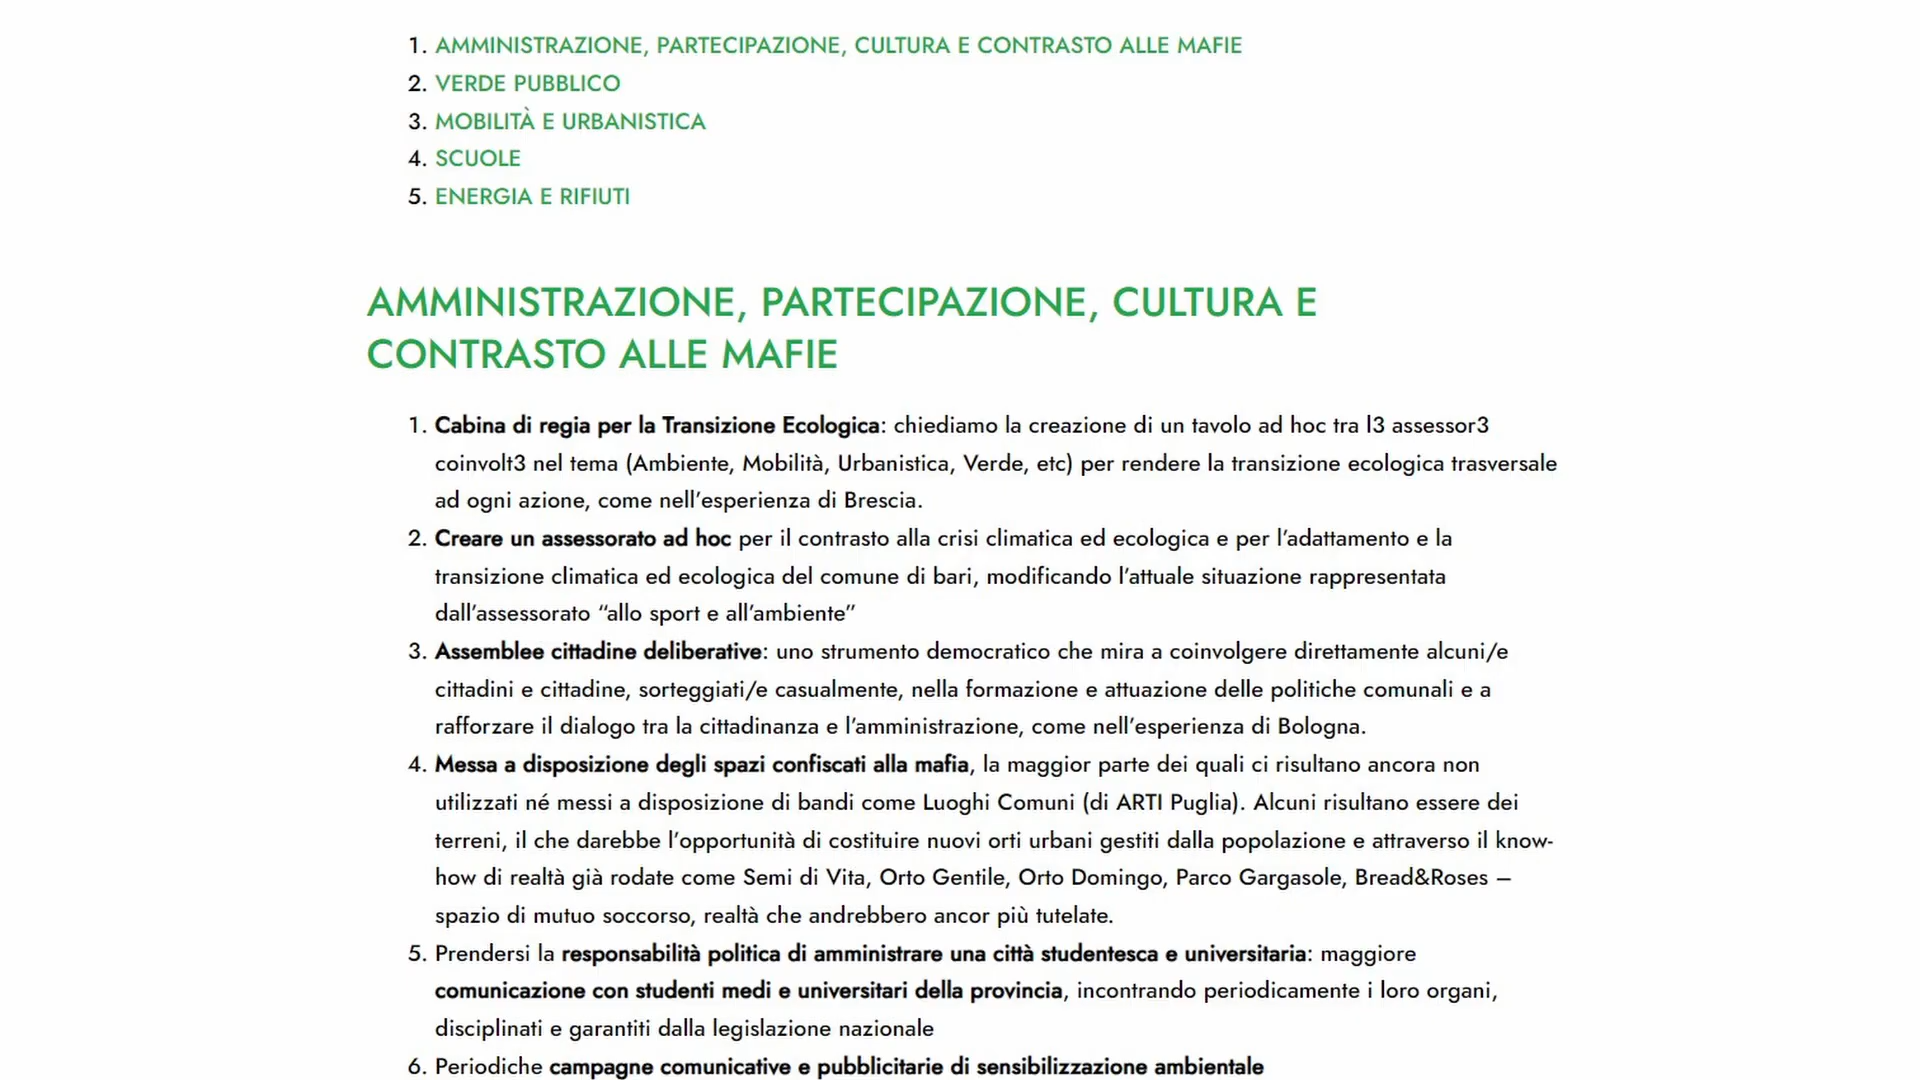 1. AMMINISTRAZIONE, PARTECIPAZIONE, CULTURA E CONTRASTO ALLE MAFIE
2. VERDE PUBBLICO
3. MOBILITÀ E URBANISTICA
4. SCUOLE
5. ENERGIA E RIFIUTI
AMMINISTRAZIONE, PARTECIPAZIONE, CULTURA E
CONTRASTO ALLE MAFIE
1. Cabina di regia per la Transizione Ecologica: chiediamo la creazione di un tavolo ad hoc tra l3 assessor3
coinvolt3 nel tema (Ambiente, Mobilità, Urbanistica, Verde, etc) per rendere la transizione ecologica trasversale
ad ogni azione, come nell’esperienza di Brescia.
2. Creare un assessorato ad hoc per il contrasto alla crisi climatica ed ecologica e per l’adattamento e la
transizione climatica ed ecologica del comune di bari, modificando l’attuale situazione rappresentata
dall’assessorato “allo sport e all’ambiente”
3. Assemblee cittadine deliberative: uno strumento democratico che mira a coinvolgere direttamente alcuni/e
cittadini e cittadine, sorteggiati/e casualmente, nella formazione e attuazione delle politiche comunali e a
rafforzare il dialogo tra la cittadinanza e l’amministrazione, come nell’esperienza di Bologna.
4. Messa a disposizione degli spazi confiscati alla mafia, la maggior parte dei quali ci risultano ancora non
utilizzati né messi a disposizione di bandi come Luoghi Comuni (di ARTI Puglia). Alcuni risultano essere dei
terreni, il che darebbe l’opportunità di costituire nuovi orti urbani gestiti dalla popolazione e attraverso il know-
how di realtà già rodate come Semi di Vita, Orto Gentile, Orto Domingo, Parco Gargasole, Bread&Roses –
spazio di mutuo soccorso, realtà che andrebbero ancor più tutelate.
5. Prendersi la responsabilità politica di amministrare una città studentesca e universitaria: maggiore
comunicazione con studenti medi e universitari della provincia, incontrando periodicamente i loro organi,
disciplinati e garantiti dalla legislazione nazionale
6. Periodiche campagne comunicative e pubblicitarie di sensibilizzazione ambientale